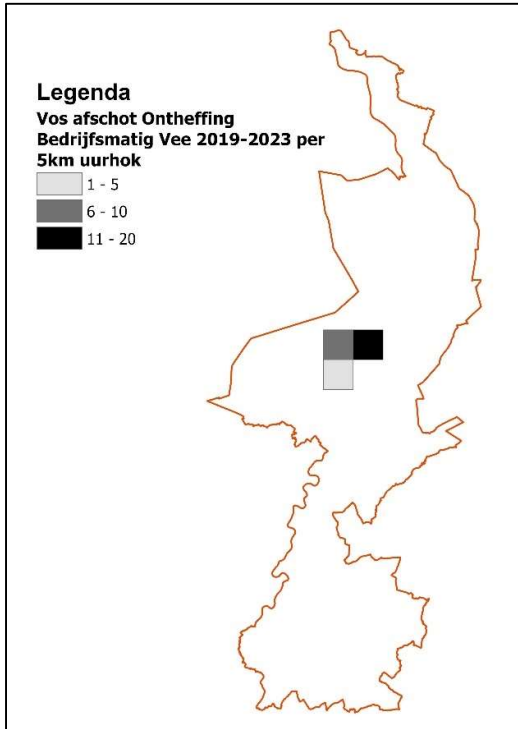 Legenda
Vos afschot Ontheffing
Bedrijfsmatig Vee 2019-2023 per
5km uurhok
1 - 5
6 - 10
11 - 20